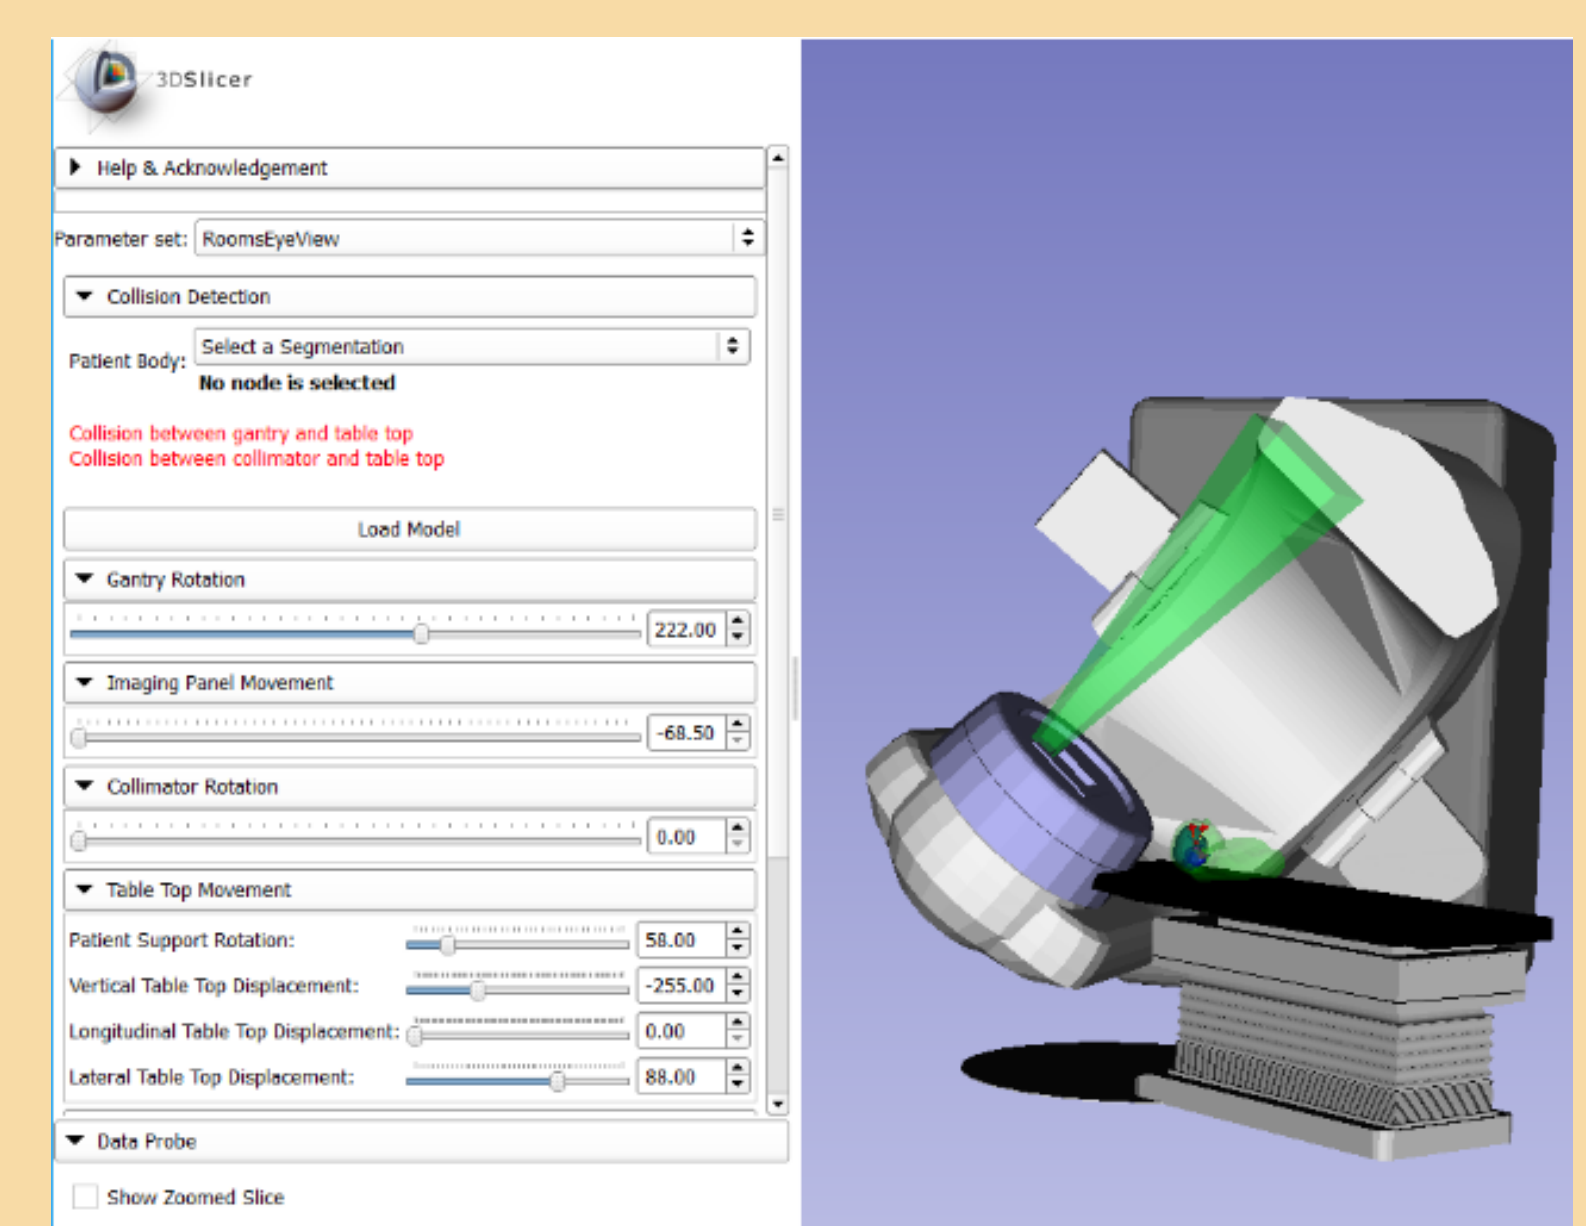 3DSlicer
Help & Acknowledgement
Parameter set: RoomsEyeView
Collision Detection
Patient Body: Select a Segmentation
No node is selected
Collision between gantry and table top
Collision between collimator and table top
Load Model
Gantry Rotation
222.00
Imaging Panel Movement
-68.50
Collimator Rotation
0.00
Table Top Movement
Patient Support Rotation: 58.00
Vertical Table Top Displacement: -255.00
Longitudinal Table Top Displacement: 0.00
Lateral Table Top Displacement: 88.00
Data Probe
Show Zoomed Slice